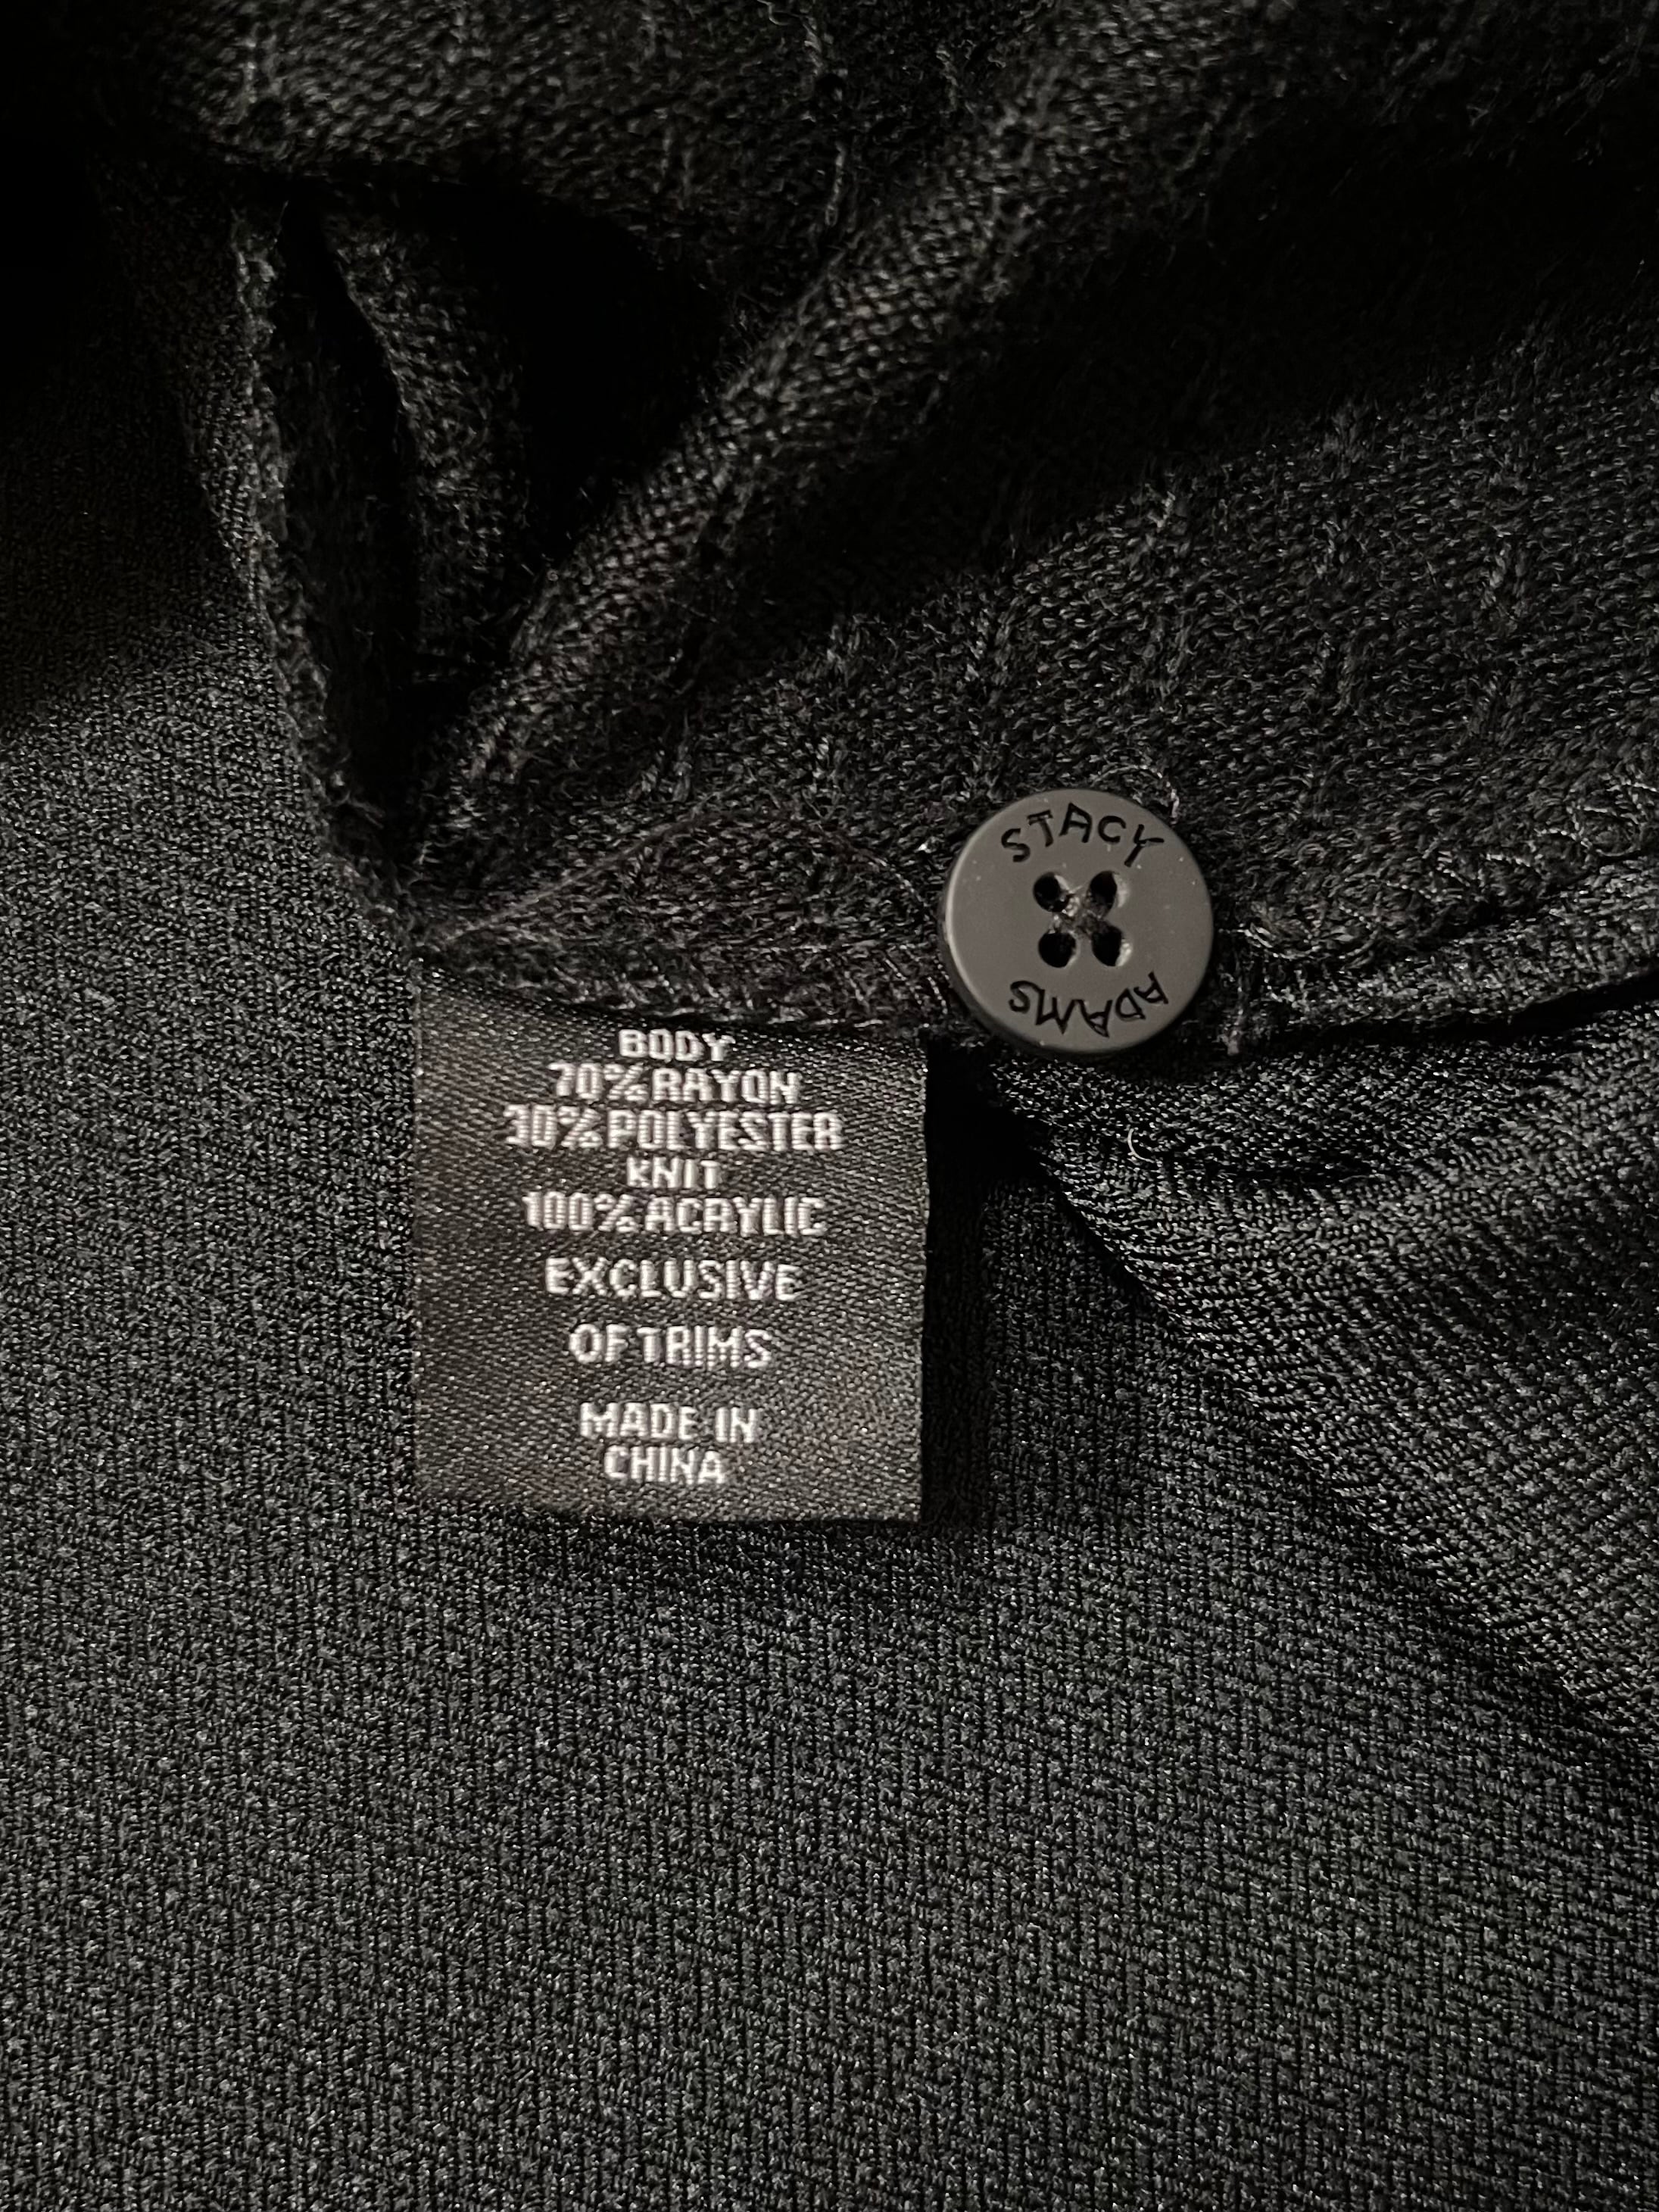 STACY
ADAMS
BODY
70% RAYON
30% POLYESTER
KNIT
100% ACRYLIC
EXCLUSIVE
OF TRIMS
MADE IN
CHINA